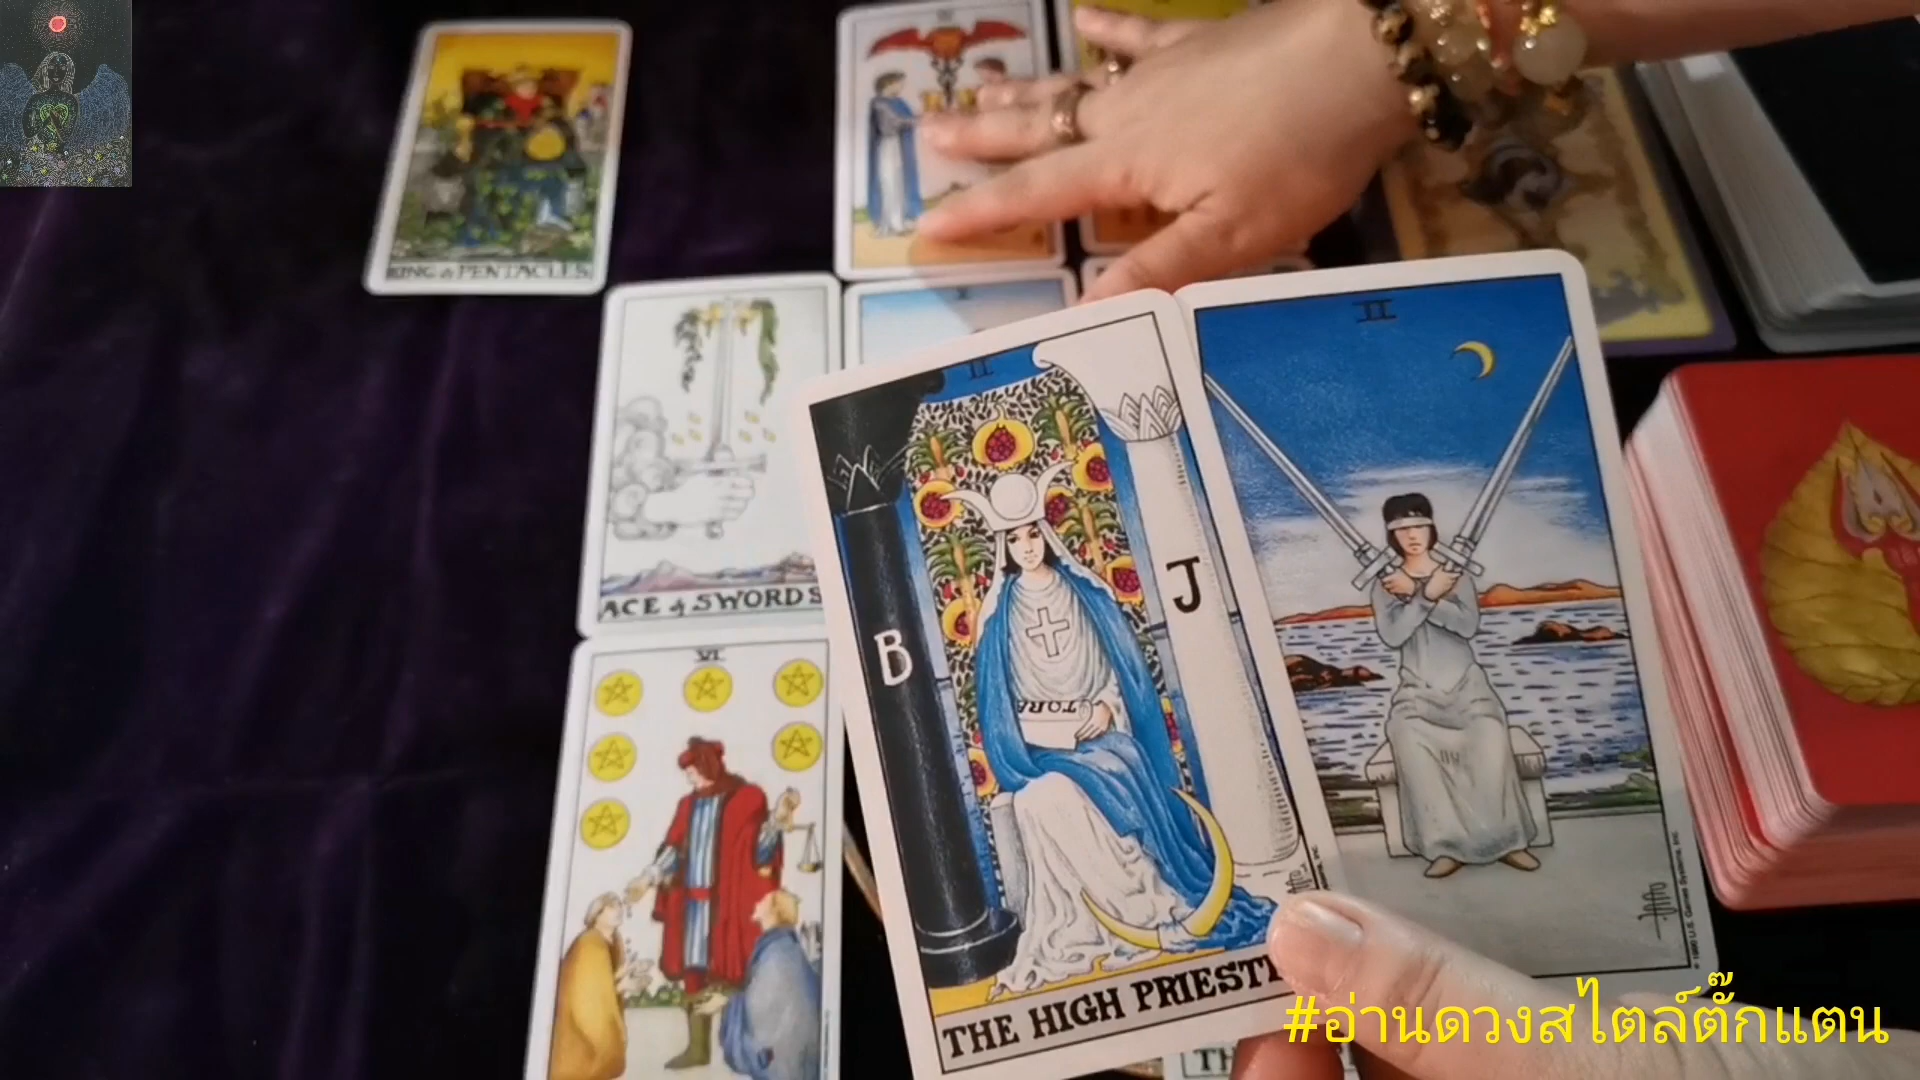 KING of PENTACLES
II
II
B
J
TORA
ACE of SWORDS
VI
THE HIGH PRIESTE
#อ่านดวงสไตล์ตั๊กแตน